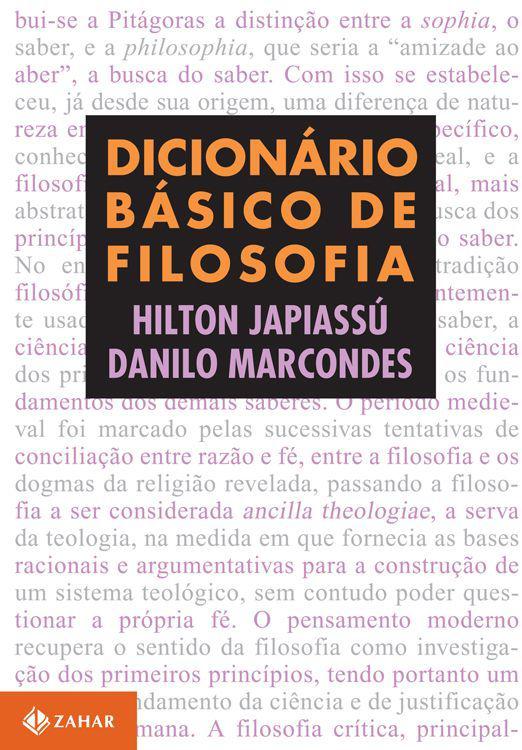 bui-se a Pitágoras a distinção entre a sophia, o
saber, e a philosophia, que seria a “amizade ao
aber”, a busca do saber. Com isso se estabele-
ceu, já desde sua origem, uma diferença de natu-
reza en
pecífico,
conhec
eal, e a
filosof
al, mais
abstrat
usca dos
princíp
o saber.
No en
tradição
filosófi
ntemen-
te usad
saber, a
ciência
ciência
dos pri
os fun-
DICIONÁRIO
BÁSICO DE
FILOSOFIA
HILTON JAPIASSÚ
DANILO MARCONDES
damentos dos demais saberes. O período medie-
val foi marcado pelas sucessivas tentativas de
conciliação entre razão e fé, entre a filosofia e os
dogmas da religião revelada, passando a filoso-
fia a ser considerada ancilla theologiae, a serva
da teologia, na medida em que fornecia as bases
racionais e argumentativas para a construção de
um sistema teológico, sem contudo poder ques-
tionar a própria fé. O pensamento moderno
recupera o sentido da filosofia como investiga-
ção dos primeiros princípios, tendo portanto um
ndamento da ciência e de justificação
mana. A filosofia crítica, principal-
ZAHAR